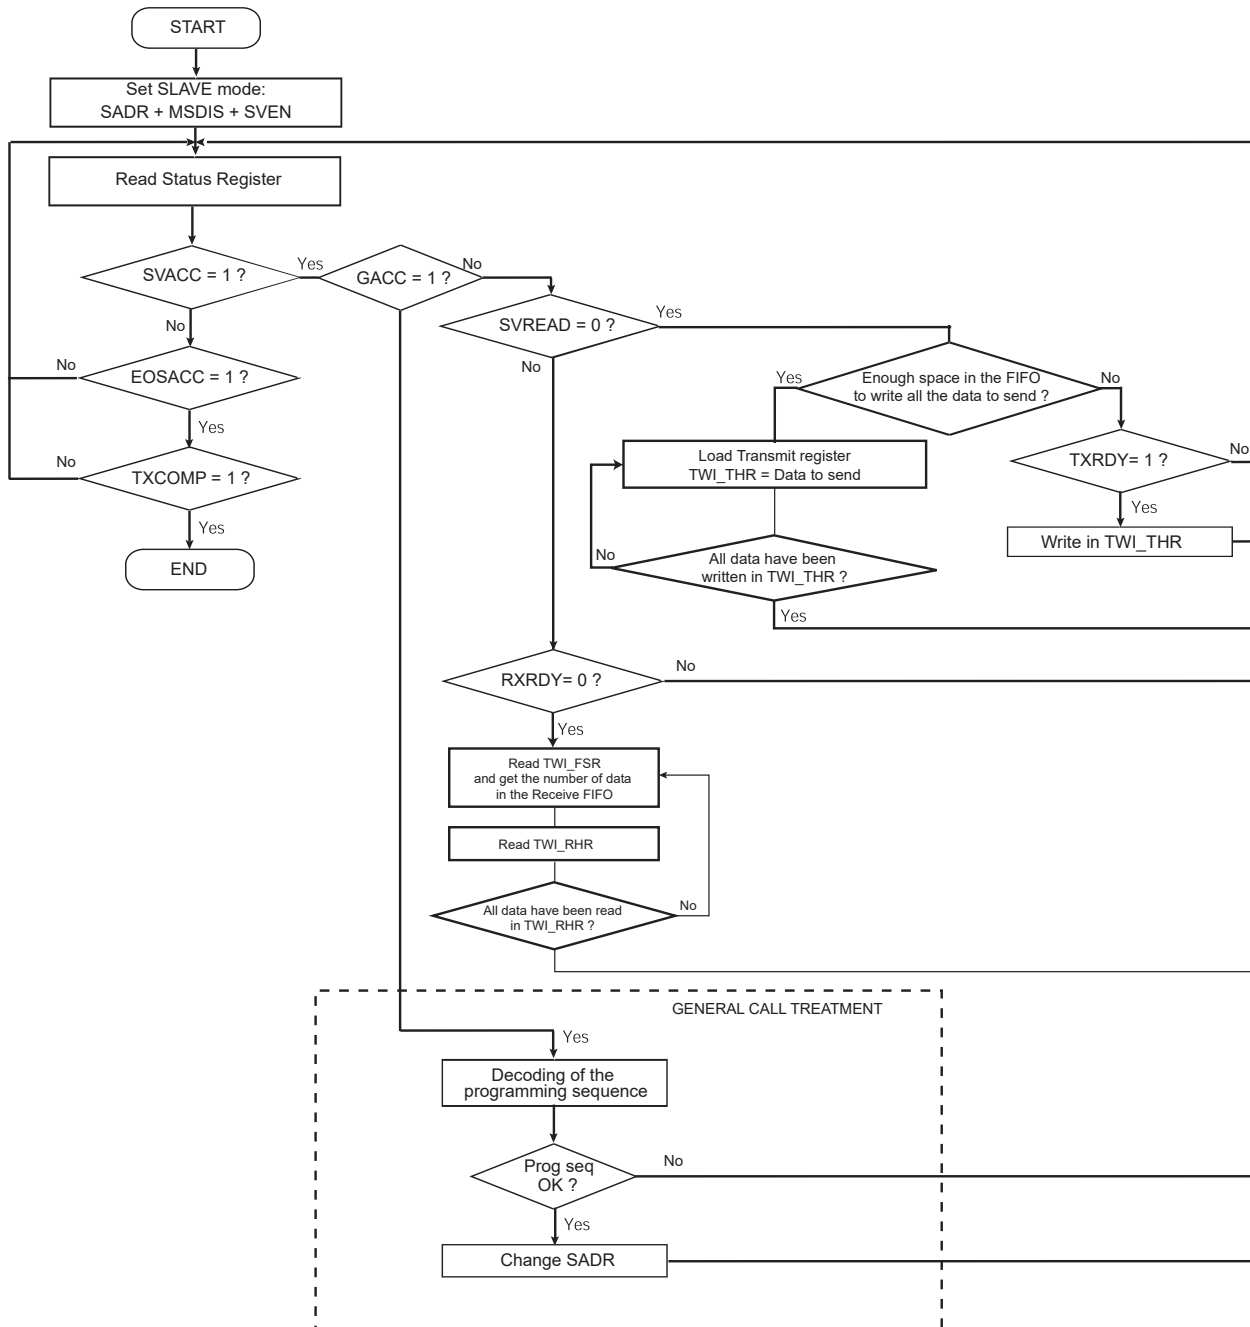 START
Set SLAVE mode:
SADR + MSDIS + SVEN
Read Status Register
SVACC = 1 ?
Yes
GACC = 1 ?
No
SVREAD = 0 ?
Yes
No
No
EOSACC = 1 ?
No
Yes
Enough space in the FIFO
to write all the data to send ?
Yes
No
Load Transmit register
TWI_THR = Data to send
TXRDY= 1 ?
No
Yes
TXCOMP = 1 ?
No
Yes
Write in TWI_THR
END
All data have been
written in TWI_THR ?
No
Yes
RXRDY= 0 ?
No
Yes
Read TWI_FSR
and get the number of data
in the Receive FIFO
Read TWI_RHR
All data have been read
in TWI_RHR ?
No
GENERAL CALL TREATMENT
Yes
Decoding of the
programming sequence
Prog seq
OK ?
No
Yes
Change SADR